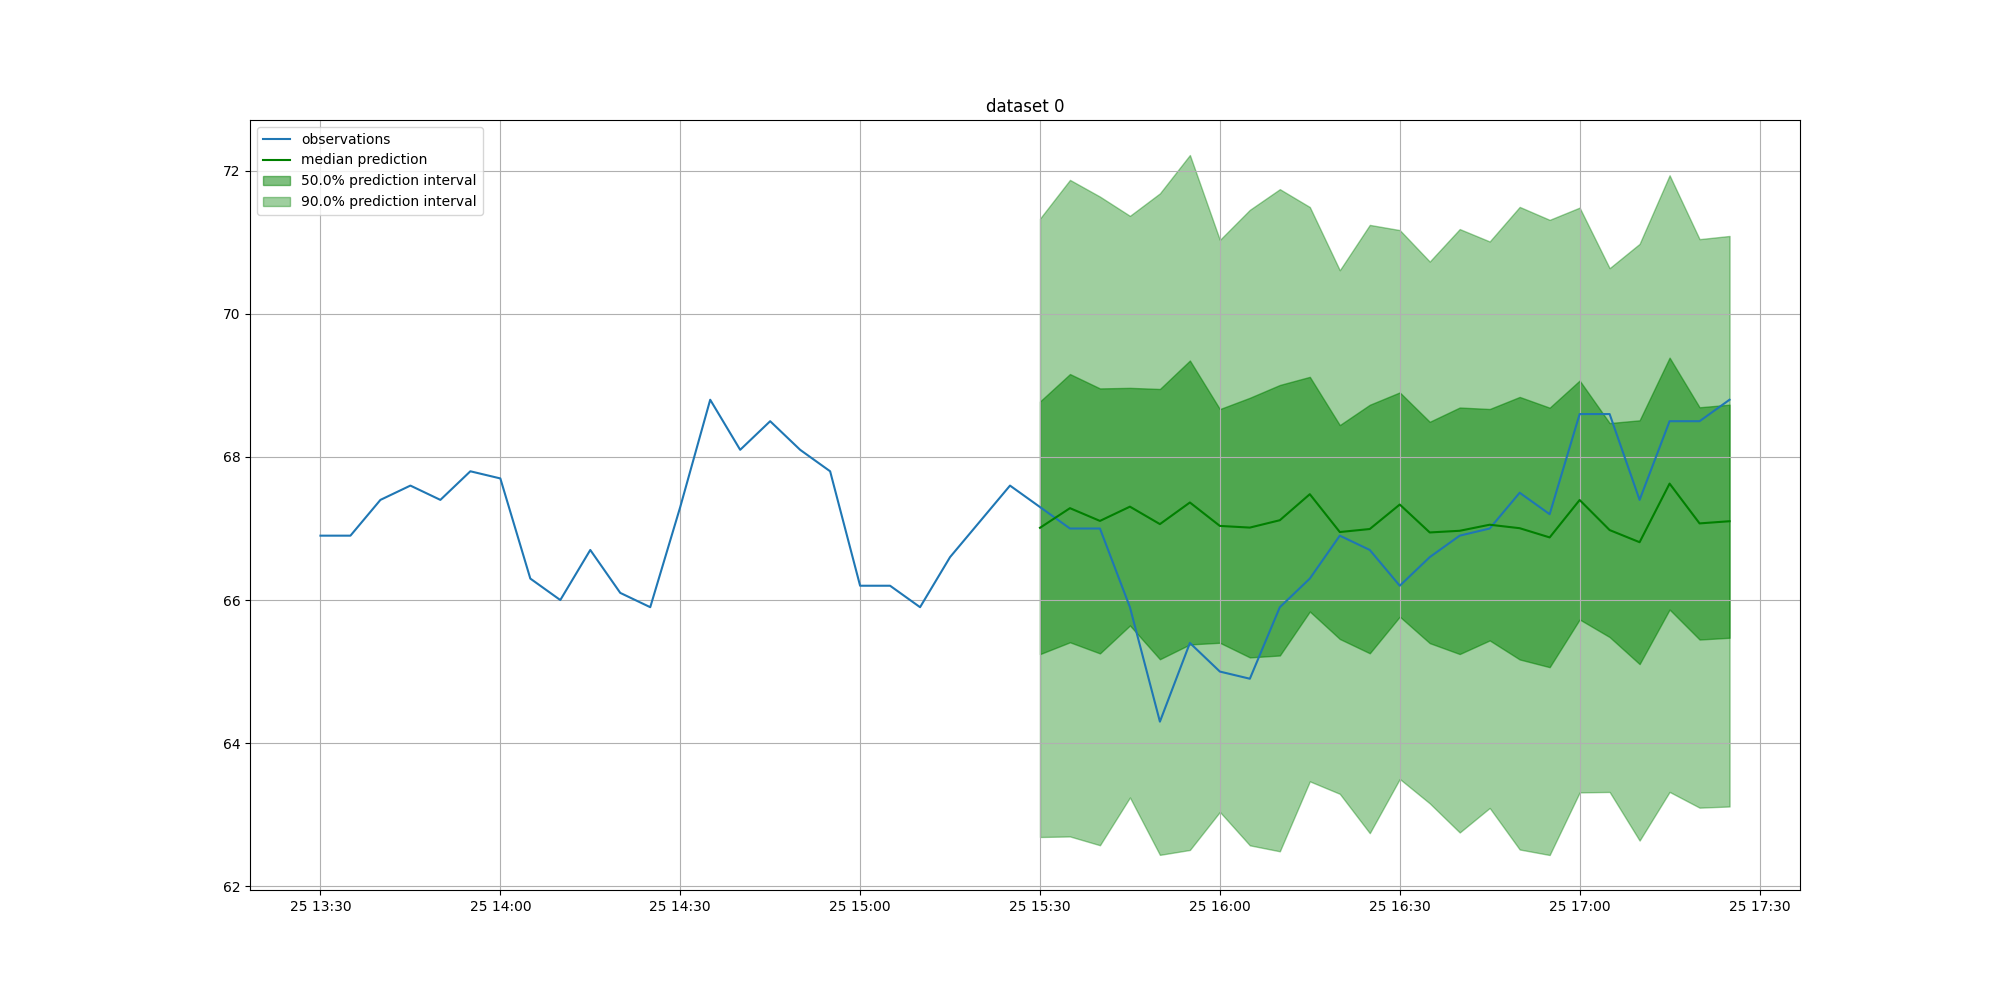 dataset 0
observations
median prediction
50.0% prediction interval
90.0% prediction interval
72
70
68
66
64
62
25 13:30 25 14:00 25 14:30 25 15:00 25 15:30 25 16:00 25 16:30 25 17:00 25 17:30